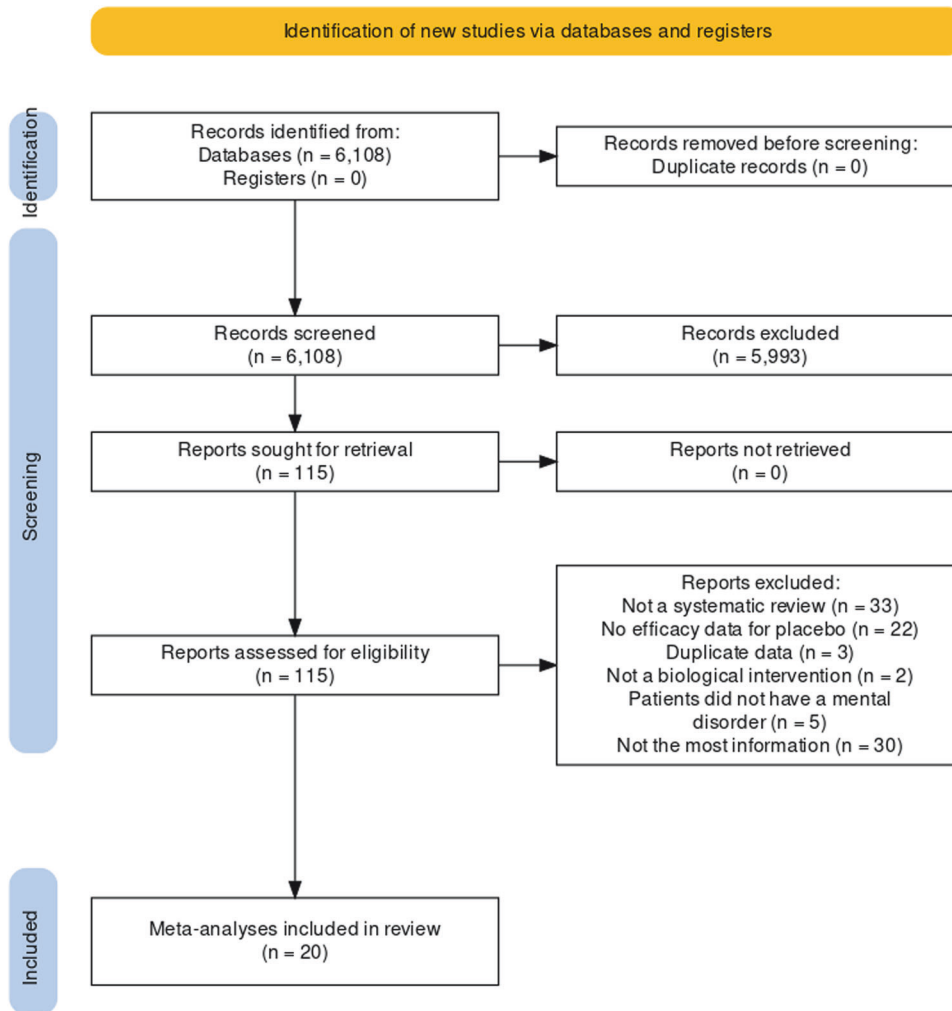 Identification of new studies via databases and registers
Identification
Records identified from:
Databases (n = 6,108)
Registers (n = 0)
Records removed before screening:
Duplicate records (n = 0)
Screening
Records screened
(n = 6,108)
Records excluded
(n = 5,993)
Reports sought for retrieval
(n = 115)
Reports not retrieved
(n = 0)
Reports assessed for eligibility
(n = 115)
Reports excluded:
Not a systematic review (n = 33)
No efficacy data for placebo (n = 22)
Duplicate data (n = 3)
Not a biological intervention (n = 2)
Patients did not have a mental
disorder (n = 5)
Not the most information (n = 30)
Included
Meta-analyses included in review
(n = 20)